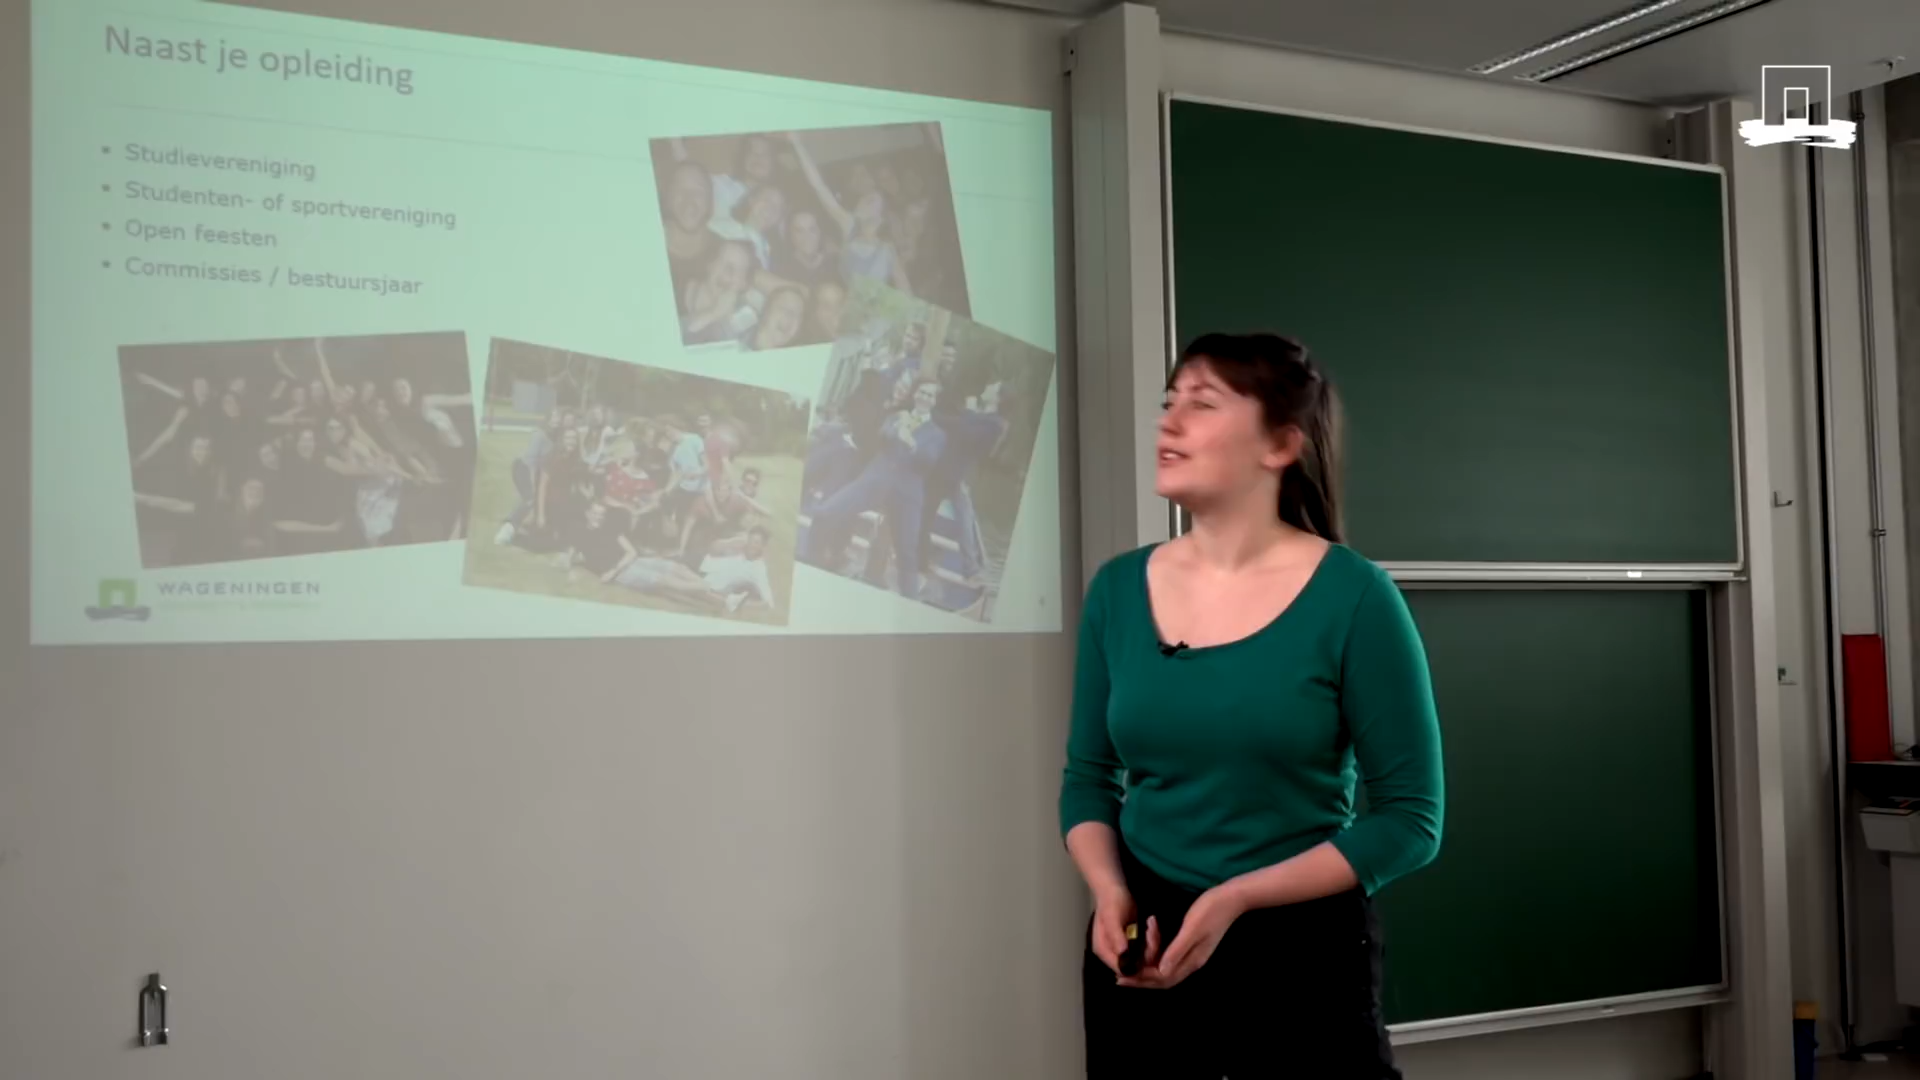 Naast je opleiding
▪ Studievereniging
▪ Studenten- of sportvereniging
▪ Open feesten
▪ Commissies / bestuursjaar
WAGENINGEN